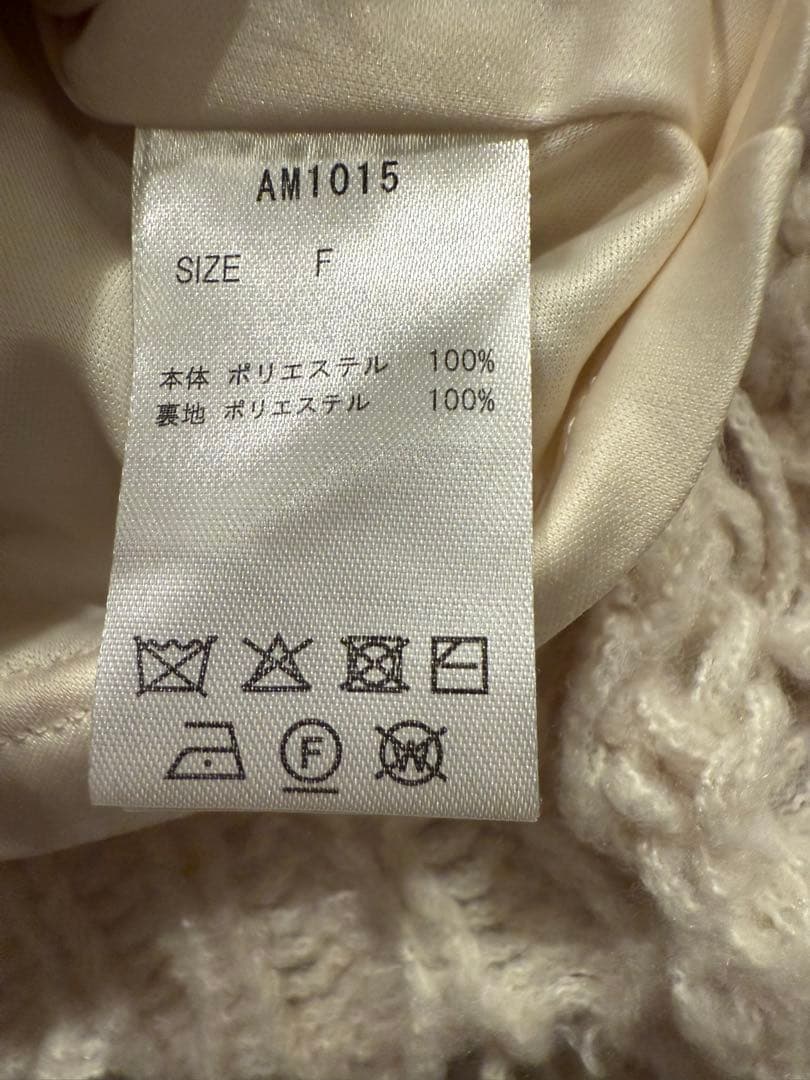 AM1015
SIZE F
本体 ポリエステル 100%
裏地 ポリエステル 100%
F W